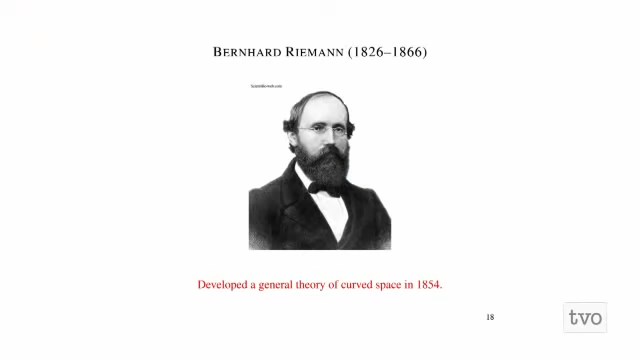 BERNHARD RIEMANN (1826–1866)
Developed a general theory of curved space in 1854.
18
tvo